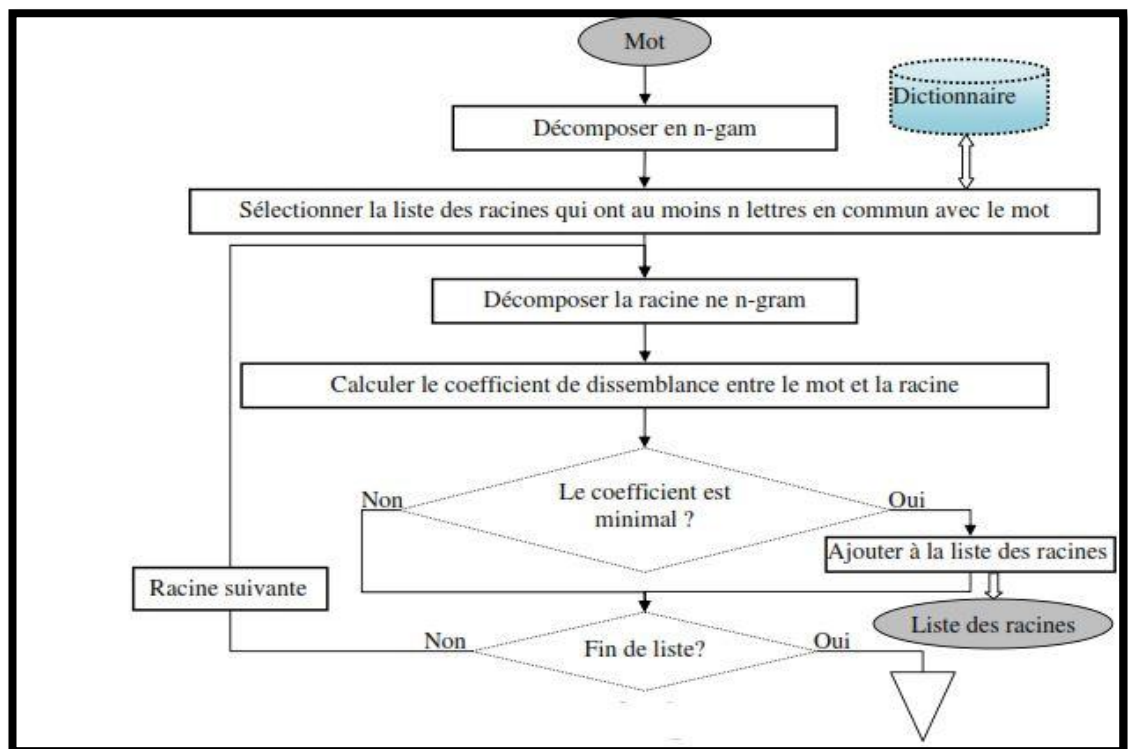 Mot
Dictionnaire
Décomposer en n-gam
Sélectionner la liste des racines qui ont au moins n lettres en commun avec le mot
Décomposer la racine ne n-gram
Calculer le coefficient de dissemblance entre le mot et la racine
Non
Le coefficient est
minimal ?
Oui
Ajouter à la liste des racines
Racine suivante
Liste des racines
Non
Fin de liste?
Oui